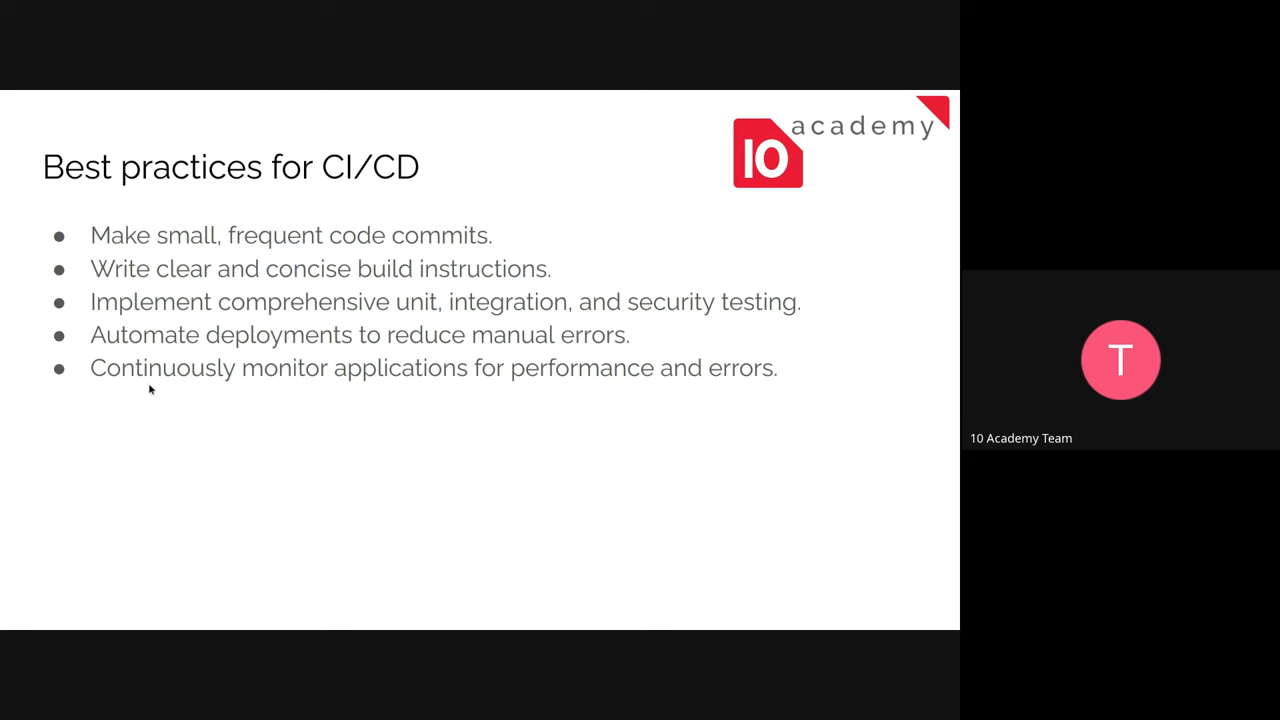 10 academy
Best practices for CI/CD
● Make small, frequent code commits.
● Write clear and concise build instructions.
● Implement comprehensive unit, integration, and security testing.
● Automate deployments to reduce manual errors.
● Continuously monitor applications for performance and errors.
T
10 Academy Team